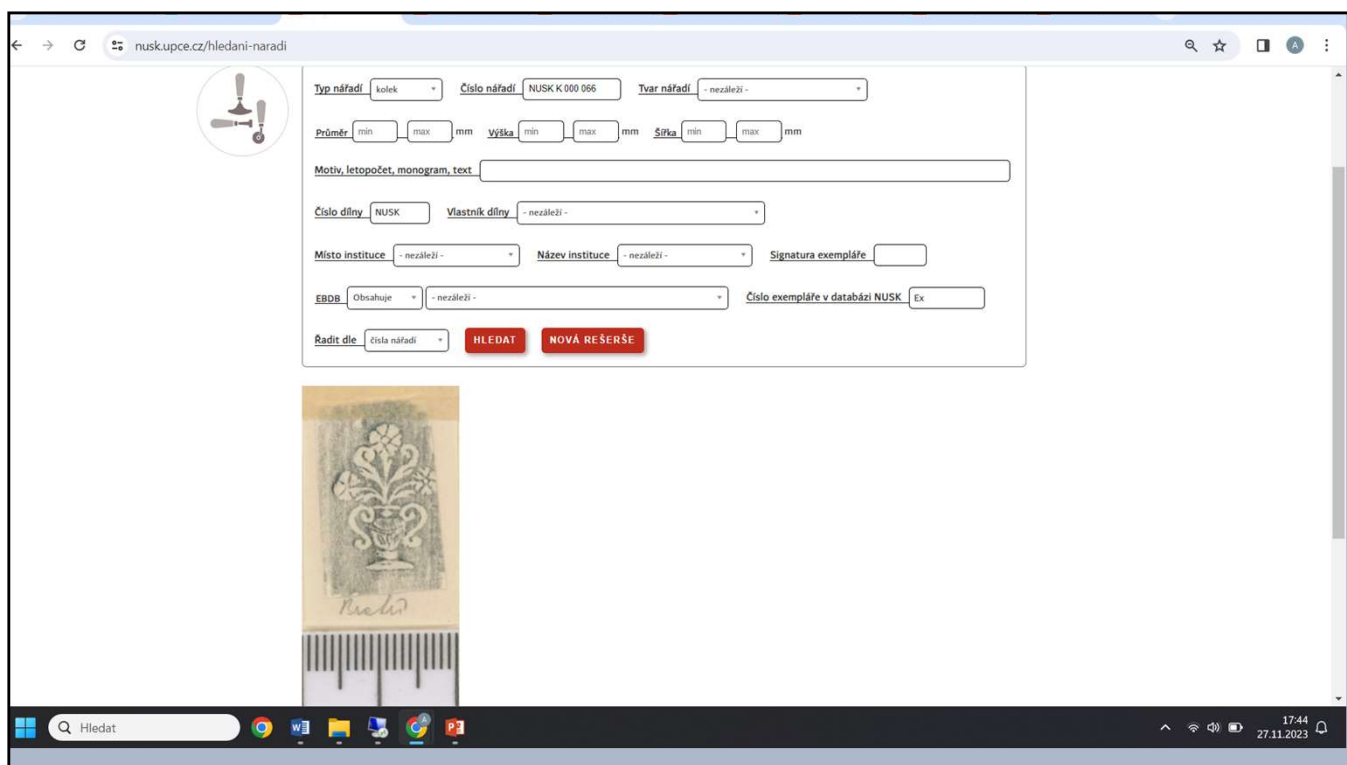 nusk.upce.cz/hledani-naradi
A
Typ nářadí kolek Číslo nářadí NUSK K 000 066 Tvar nářadí - nezáleží -
Průměr min max mm Výška min max mm Šířka min max mm
Motiv, letopočet, monogram, text
Číslo dílny NUSK Vlastník dílny - nezáleží -
Místo instituce - nezáleží - Název instituce - nezáleží - Signatura exempláře
EBDB Obsahuje - nezáleží - Číslo exempláře v databázi NUSK Ex
Řadit dle čísla nářadí HLEDAT NOVÁ REŠERŠE
Hledat
17:44
27.11.2023